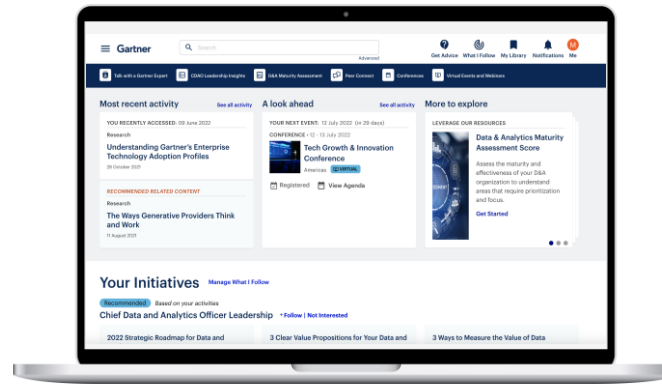 Gartner
Search
Advanced
Get Advice What I Follow My Library Notifications Me
M
Talk with a Gartner Expert CDAO Leadership Insights D&A Maturity Assessment Peer Connect Conferences Virtual Events and Webinars
Most recent activity See all activity
YOU RECENTLY ACCESSED: 09 June 2022
Research
Understanding Gartner's Enterprise
Technology Adoption Profiles
28 October 2021
RECOMMENDED RELATED CONTENT
Research
The Ways Generative Providers Think
and Work
11 August 2021
A look ahead See all activity
YOUR NEXT EVENT: 12 July 2022 (in 29 days)
CONFERENCE • 12 - 13 July 2022
Tech Growth & Innovation
Conference
Americas VIRTUAL
Registered View Agenda
More to explore
LEVERAGE OUR RESOURCES
Data & Analytics Maturity
Assessment Score
Assess the maturity and
effectiveness of your D&A
organization to understand
areas that require prioritization
and focus.
Get Started
Your Initiatives Manage What I Follow
Recommended Based on your activities
Chief Data and Analytics Officer Leadership + Follow | Not Interested
2022 Strategic Roadmap for Data and
3 Clear Value Propositions for Your Data and
3 Ways to Measure the Value of Data